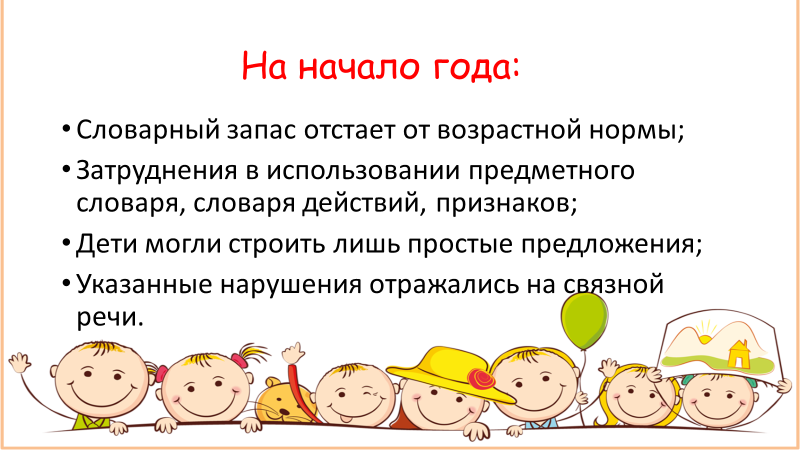 На начало года:
• Словарный запас отстает от возрастной нормы;
• Затруднения в использовании предметного
словаря, словаря действий, признаков;
• Дети могли строить лишь простые предложения;
• Указанные нарушения отражались на связной
речи.